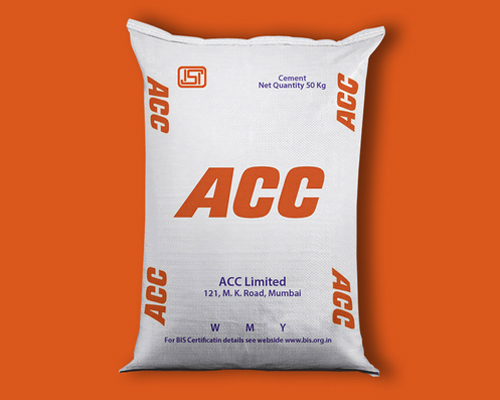 ISI
Cement
Net Quantity 50 Kg
ACC
ACC
ACC
ACC Limited
121, M. K. Road, Mumbai
ACC
ACC
W M Y
For BIS Certificatin details see webside www.bis.org.in